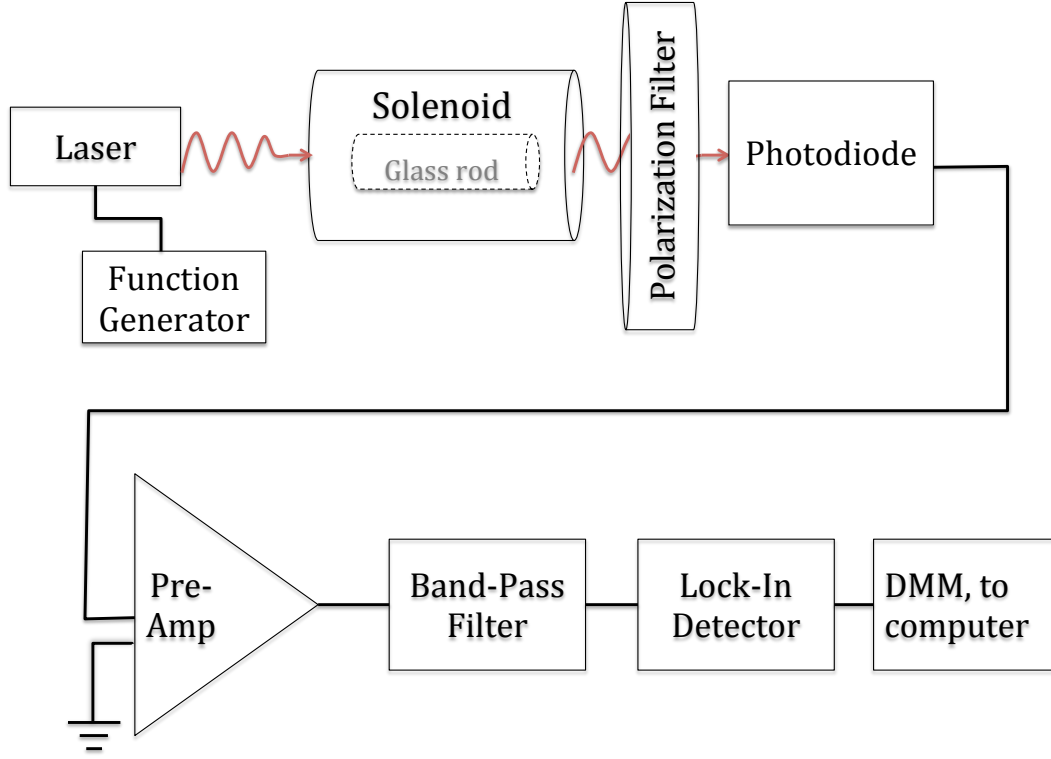 Laser
Function
Generator
Solenoid
Glass rod
Polarization Filter
Photodiode
Pre-
Amp
Band-Pass
Filter
Lock-In
Detector
DMM, to
computer